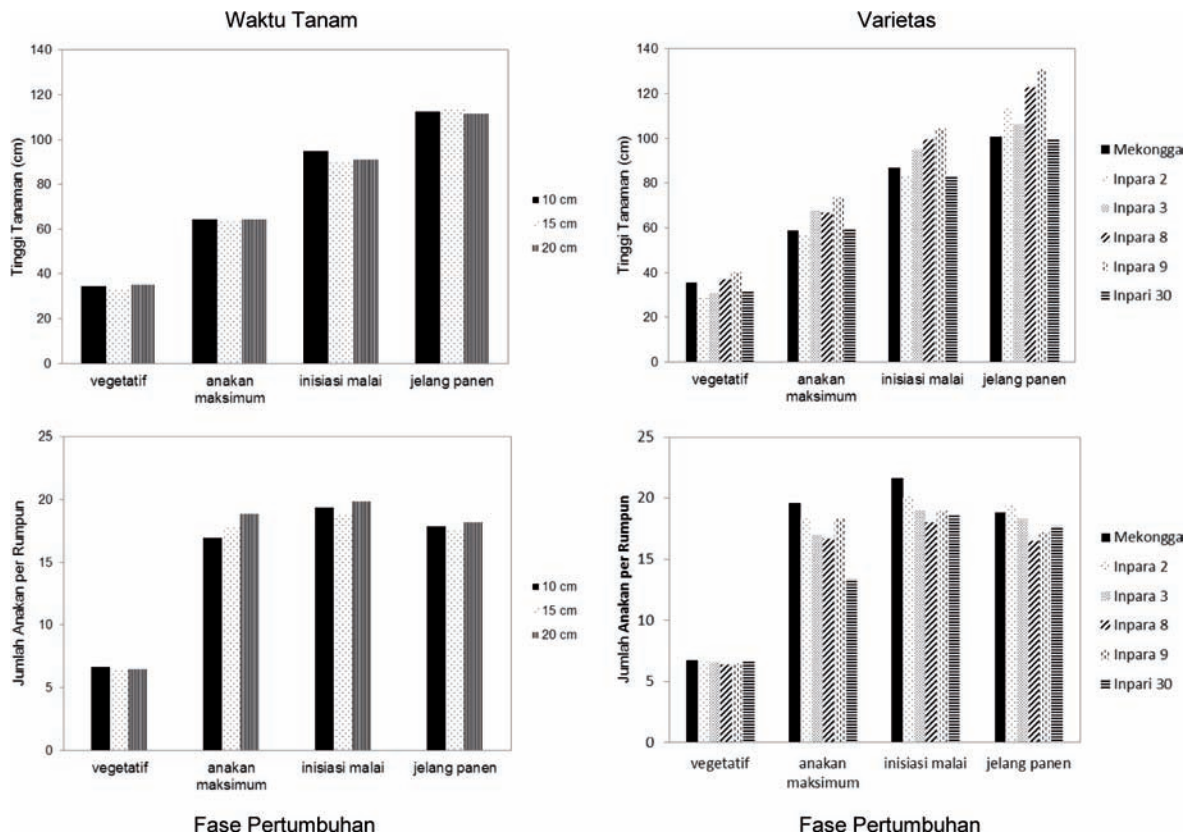 Waktu Tanam
Tinggi Tanaman (cm)
140
120
100
80
60
40
20
0
vegetatif
anakan
maksimum
inisiasi malai
jelang panen
10 cm
15 cm
20 cm
Varietas
Tinggi Tanaman (cm)
140
120
100
80
60
40
20
0
vegetatif
anakan
maksimum
inisiasi malai
jelang panen
Mekongga
Inpara 2
Inpara 3
Inpara 8
Inpara 9
Inpari 30
Jumlah Anakan per Rumpun
25
20
15
10
5
0
vegetatif
anakan
maksimum
inisiasi malai
jelang panen
10 cm
15 cm
20 cm
Fase Pertumbuhan
Jumlah Anakan per Rumpun
25
20
15
10
5
0
vegetatif
anakan
maksimum
inisiasi malai
jelang panen
Mekongga
Inpara 2
Inpara 3
Inpara 8
Inpara 9
Inpari 30
Fase Pertumbuhan